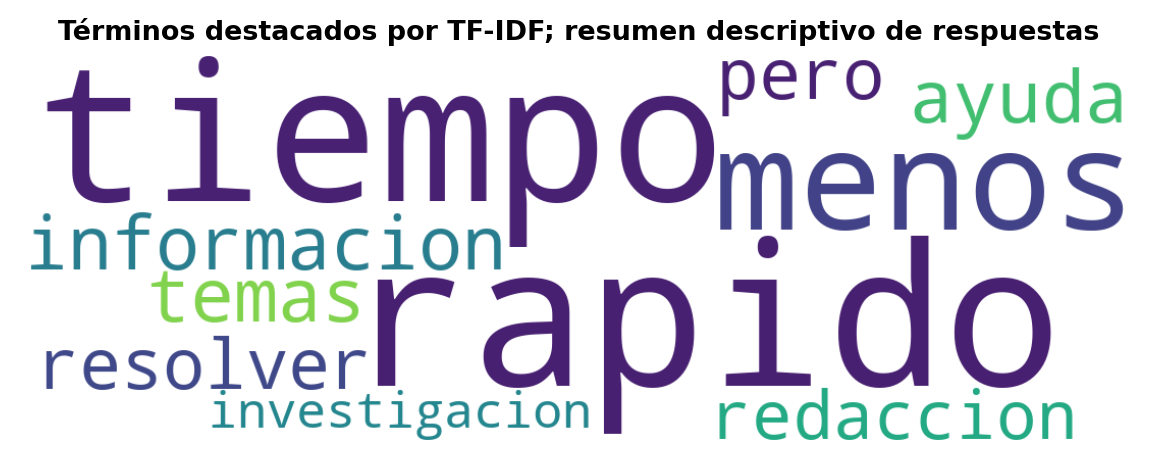 Términos destacados por TF-IDF; resumen descriptivo de respuestas
tiempo
pero
ayuda
menos
informacion
rapido
temas
resolver
investigacion
redaccion